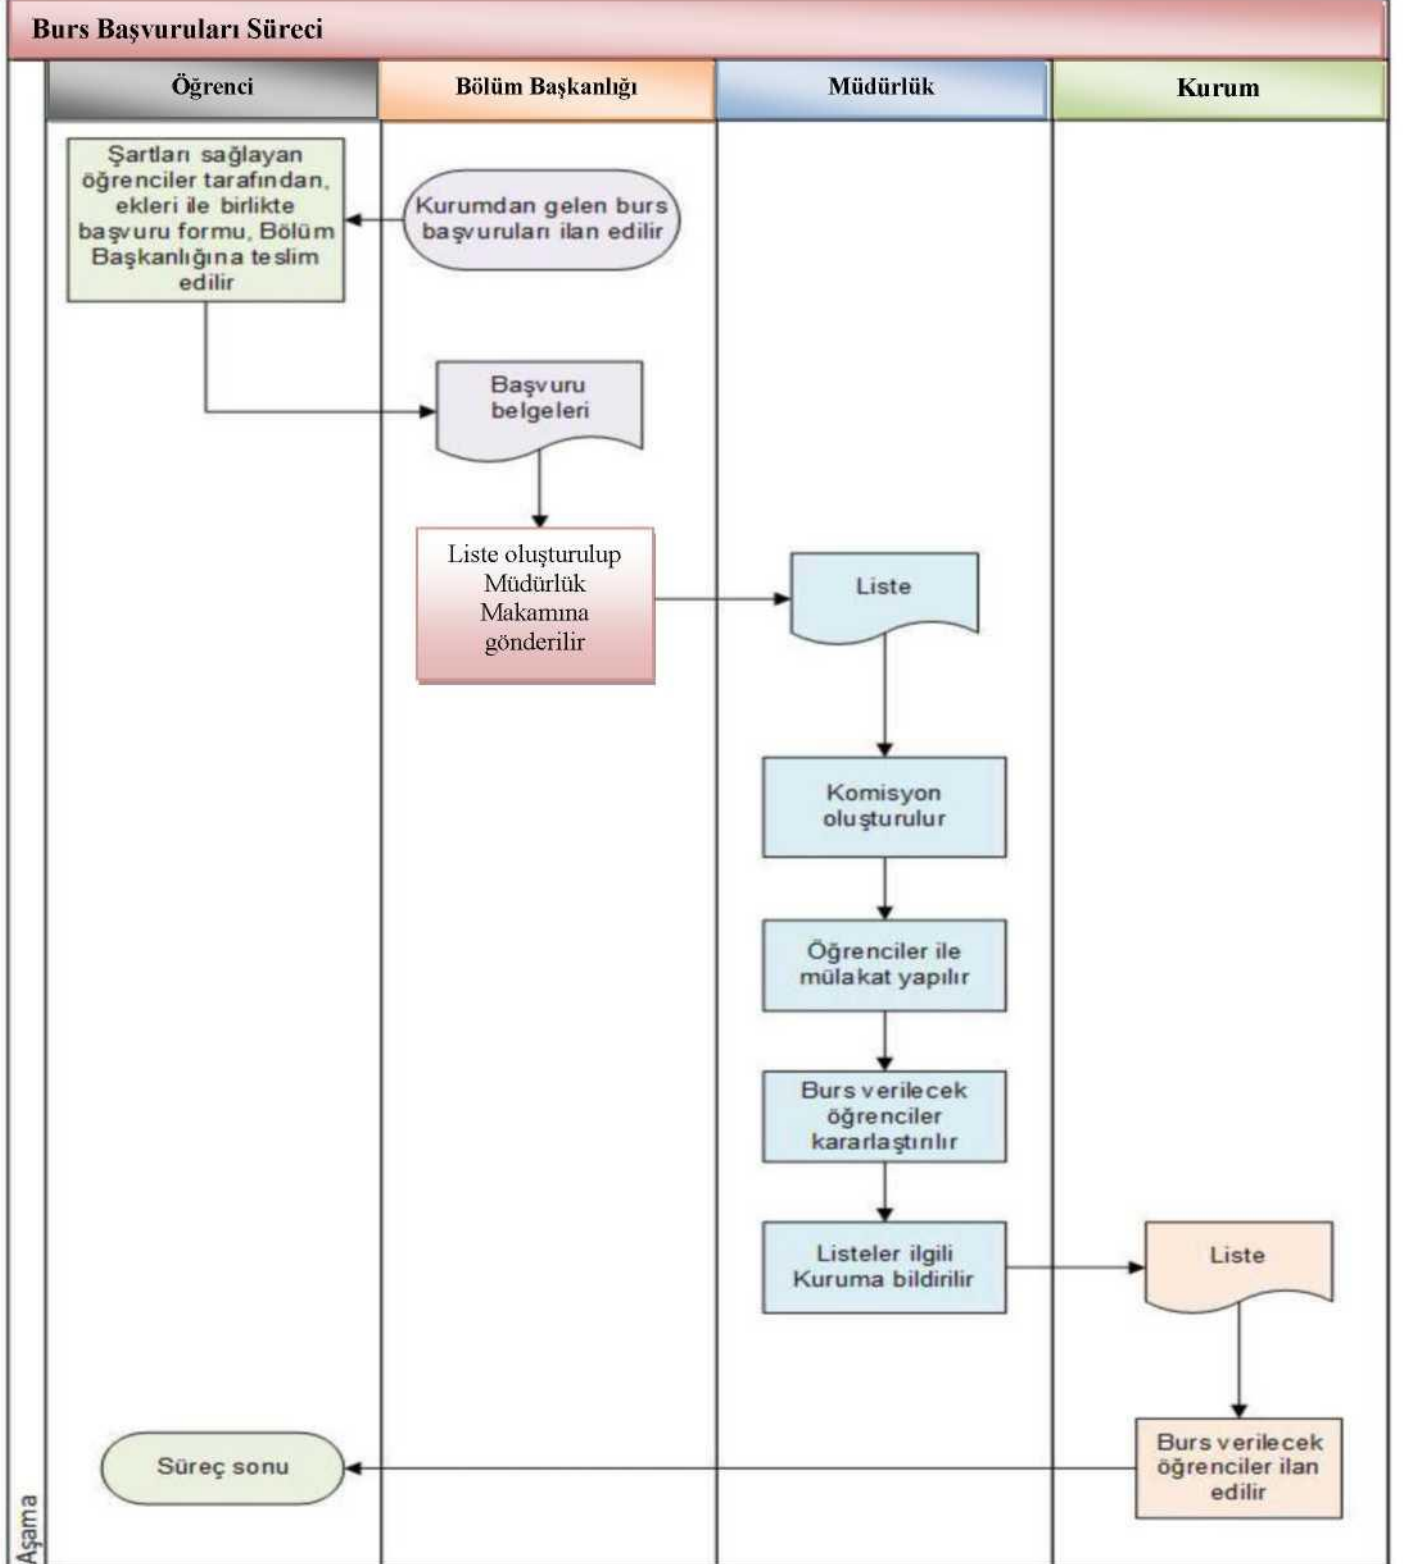 Burs Başvuruları Süreci
Öğrenci
Bölüm Başkanlığı
Müdürlük
Kurum
Şartları sağlayan
öğrenciler tarafından,
ekleri ile birlikte
başvuru formu, Bölüm
Başkanlığına teslim
edilir
Kurumdan gelen burs
başvuruları ilan edilir
Başvuru
belgeleri
Liste oluşturulup
Müdürlük
Makamına
gönderilir
Liste
Komisyon
oluşturulur
Öğrenciler ile
mülakat yapılır
Burs verilecek
öğrenciler
kararlaştırılır
Listeler ilgili
Kuruma bildirilir
Liste
Burs verilecek
öğrenciler ilan
edilir
Süreç sonu
Aşama